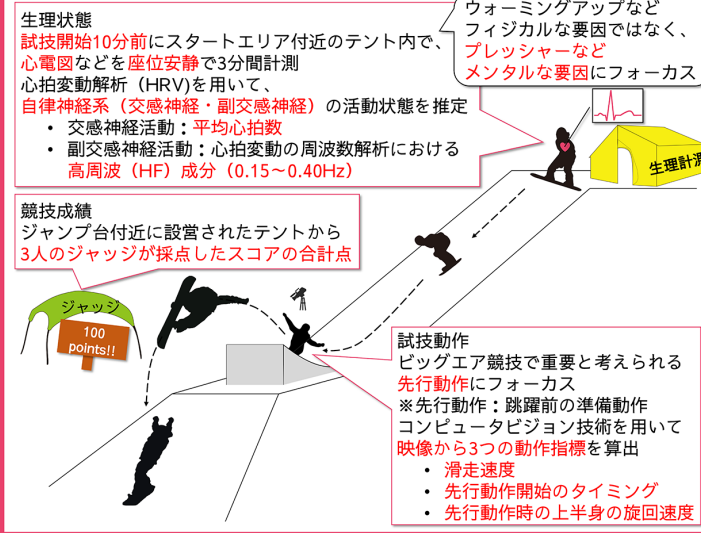 生理状態
試技開始10分前にスタートエリア付近のテント内で、
心電図などを座位安静で3分間計測
心拍変動解析（HRV)を用いて、
自律神経系（交感神経・副交感神経）の活動状態を推定
• 交感神経活動：平均心拍数
• 副交感神経活動：心拍変動の周波数解析における
高周波（HF）成分（0.15～0.40Hz）
ウォーミングアップなど
フィジカルな要因ではなく、
プレッシャーなど
メンタルな要因にフォーカス
生理計測
競技成績
ジャンプ台付近に設営されたテントから
3人のジャッジが採点したスコアの合計点
ジャッジ
100
points!!
試技動作
ビッグエア競技で重要と考えられる
先行動作にフォーカス
※先行動作：跳躍前の準備動作
コンピュータビジョン技術を用いて
映像から3つの動作指標を算出
• 滑走速度
• 先行動作開始のタイミング
• 先行動作時の上半身の旋回速度